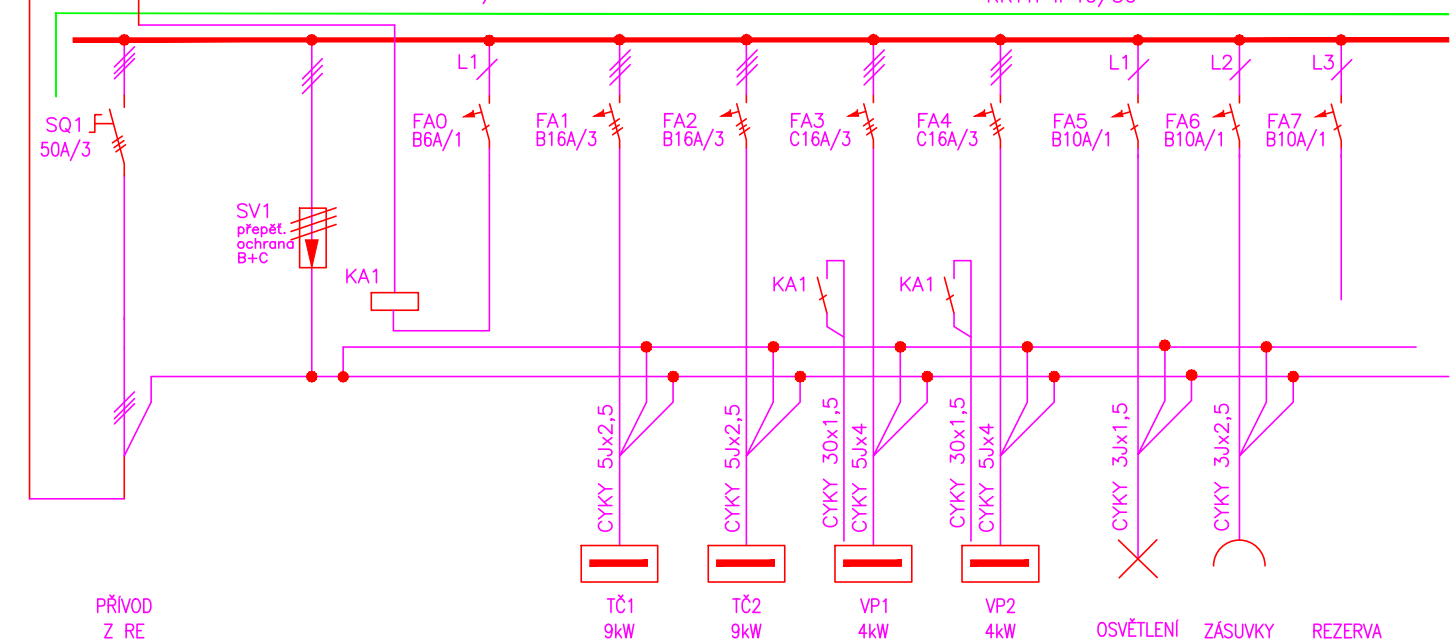 L1
L1
L2
L3
SQ1
50A/3
FA0
B6A/1
FA1
B16A/3
FA2
B16A/3
FA3
C16A/3
FA4
C16A/3
FA5
B10A/1
FA6
B10A/1
FA7
B10A/1
SV1
přepěť.
ochrana
B+C
KA1
KA1
KA1
CYKY 5Jx2,5
CYKY 5Jx2,5
CYKY 3Ox1,5
CYKY 5Jx4
CYKY 3Ox1,5
CYKY 5Jx4
CYKY 3Jx1,5
CYKY 3Jx2,5
PŘÍVOD
Z RE
TČ1
9kW
TČ2
9kW
VP1
4kW
VP2
4kW
OSVĚTLENÍ
ZÁSUVKY
REZERVA